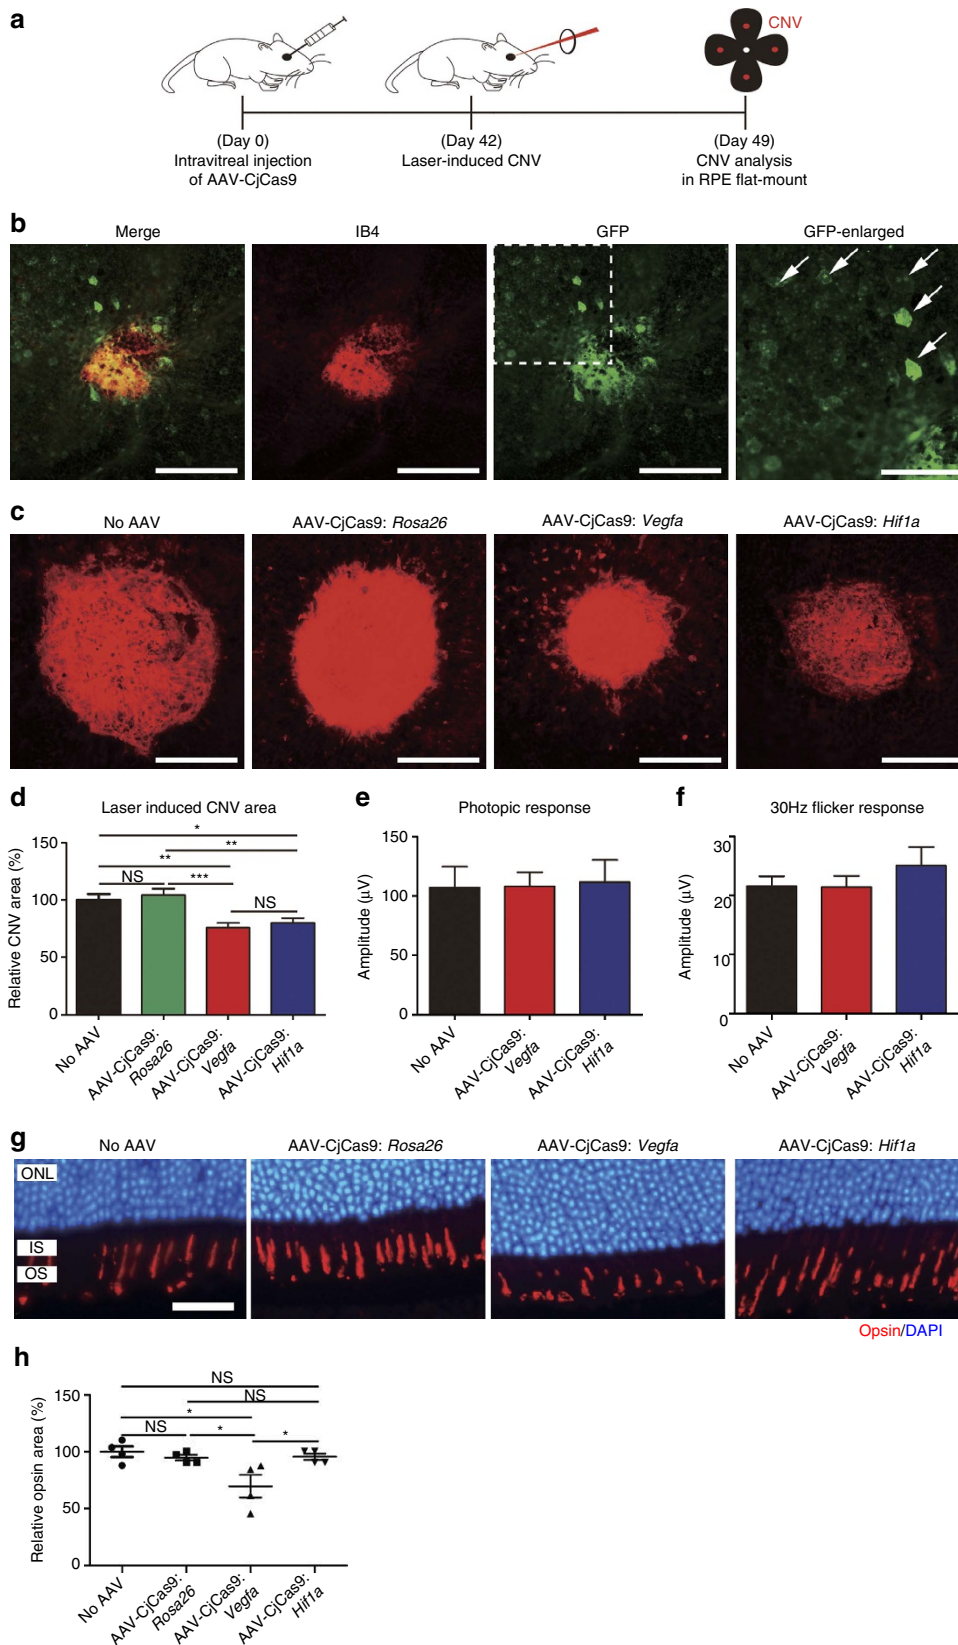 a
CNV
(Day 0)
Intravitreal injection
of AAV-CjCas9
(Day 42)
Laser-induced CNV
(Day 49)
CNV analysis
in RPE flat-mount
b
Merge
IB4
GFP
GFP-enlarged
c
No AAV
AAV-CjCas9: Rosa26
AAV-CjCas9: Vegfa
AAV-CjCas9: Hif1a
d
Laser induced CNV area
Relative CNV area (%)
150
100
50
0
*
**
**
NS
***
NS
No AAV
AAV-CjCas9:
Rosa26
AAV-CjCas9:
Vegfa
AAV-CjCas9:
Hif1a
e
Photopic response
Amplitude (µV)
150
100
50
0
No AAV
AAV-CjCas9:
Vegfa
AAV-CjCas9:
Hif1a
f
30Hz flicker response
Amplitude (µV)
30
20
10
0
No AAV
AAV-CjCas9:
Vegfa
AAV-CjCas9:
Hif1a
g
No AAV
AAV-CjCas9: Rosa26
AAV-CjCas9: Vegfa
AAV-CjCas9: Hif1a
ONL
IS
OS
Opsin/DAPI
h
Relative opsin area (%)
150
100
50
0
NS
NS
*
NS
*
*
No AAV
AAV-CjCas9:
Rosa26
AAV-CjCas9:
Vegfa
AAV-CjCas9:
Hif1a